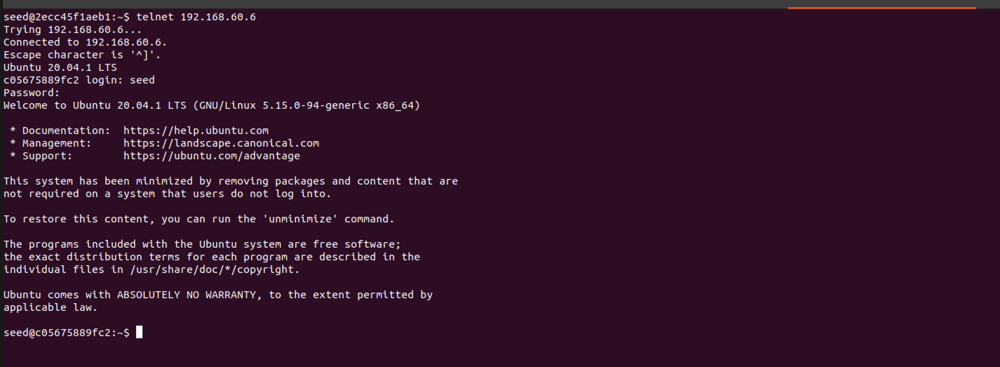 seed@2ecc45f1aeb1:~$ telnet 192.168.60.6
Trying 192.168.60.6...
Connected to 192.168.60.6.
Escape character is '^]'.
Ubuntu 20.04.1 LTS
c05675889fc2 login: seed
Password:
Welcome to Ubuntu 20.04.1 LTS (GNU/Linux 5.15.0-94-generic x86_64)

 * Documentation:  https://help.ubuntu.com
 * Management:     https://landscape.canonical.com
 * Support:        https://ubuntu.com/advantage

This system has been minimized by removing packages and content that are
not required on a system that users do not log into.

To restore this content, you can run the 'unminimize' command.

The programs included with the Ubuntu system are free software;
the exact distribution terms for each program are described in the
individual files in /usr/share/doc/*/copyright.

Ubuntu comes with ABSOLUTELY NO WARRANTY, to the extent permitted by
applicable law.

seed@c05675889fc2:~$